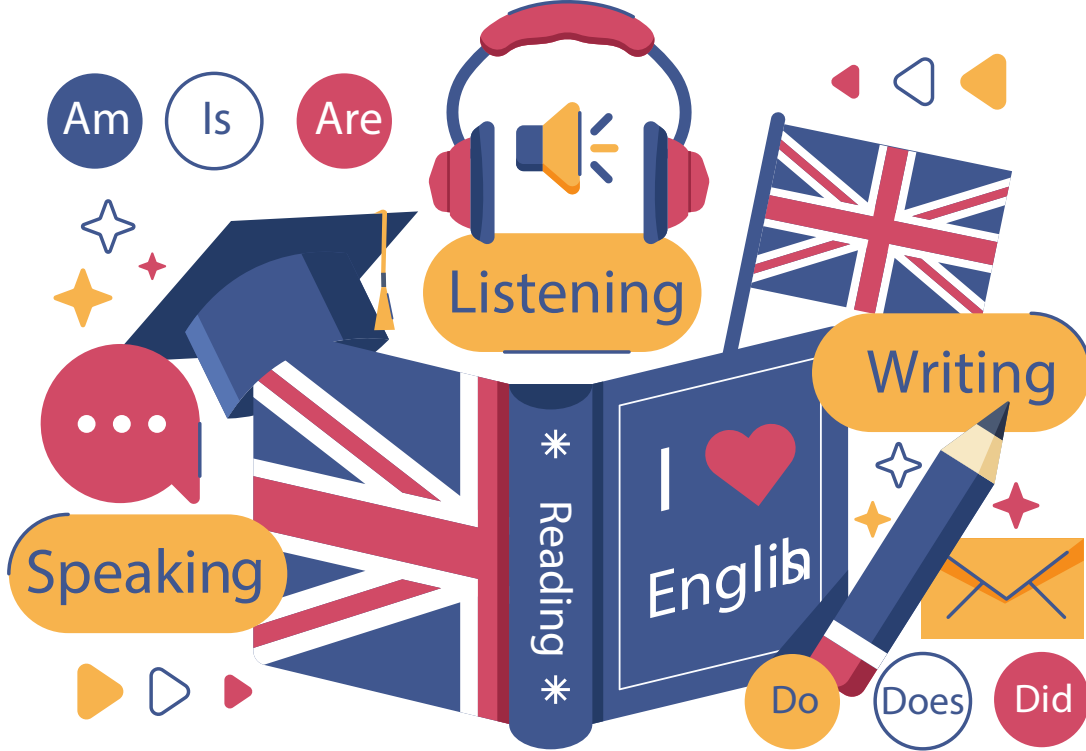 Am
Is
Are
Listening
Writing
I
English
Reading
Speaking
Do
Does
Did